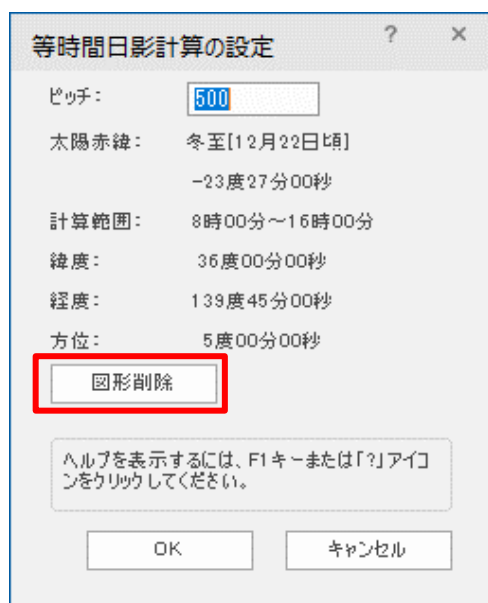 等時間日影計算の設定 ? ×
ピッチ： 500
太陽赤緯： 冬至[12月22日頃]
-23度27分00秒
計算範囲： 8時00分～16時00分
緯度： 36度00分00秒
経度： 139度45分00秒
方位： 5度00分00秒
図形削除
ヘルプを表示するには、F1キーまたは「?」アイコ
ンをクリックしてください。
OK キャンセル